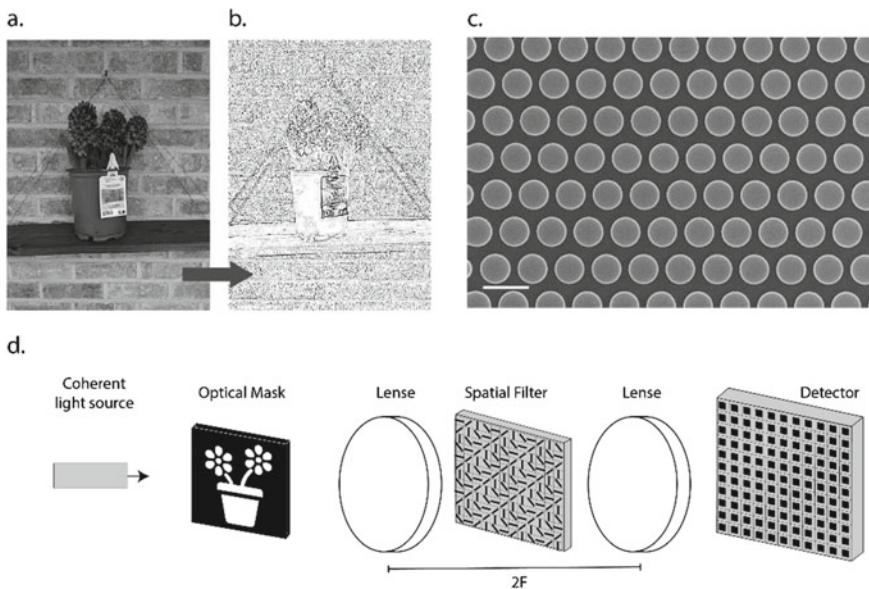 a.
b.
c.
d.
Coherent
light source
Optical Mask
Lense
Spatial Filter
Lense
Detector
2F